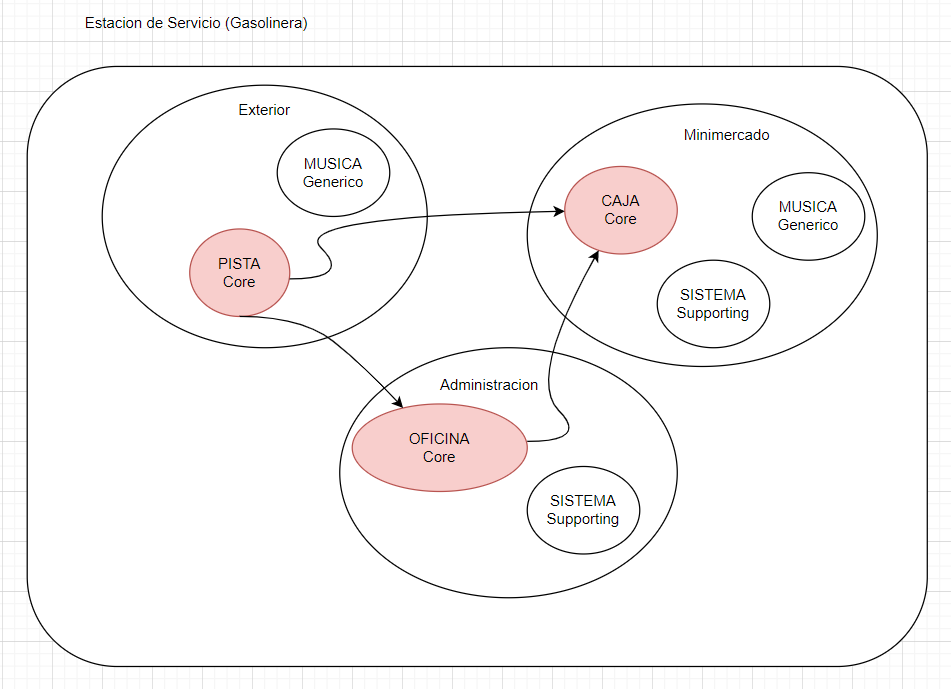 Estacion de Servicio (Gasolinera)
Exterior
MUSICA
Generico
PISTA
Core
Minimercado
CAJA
Core
MUSICA
Generico
SISTEMA
Supporting
Administracion
OFICINA
Core
SISTEMA
Supporting